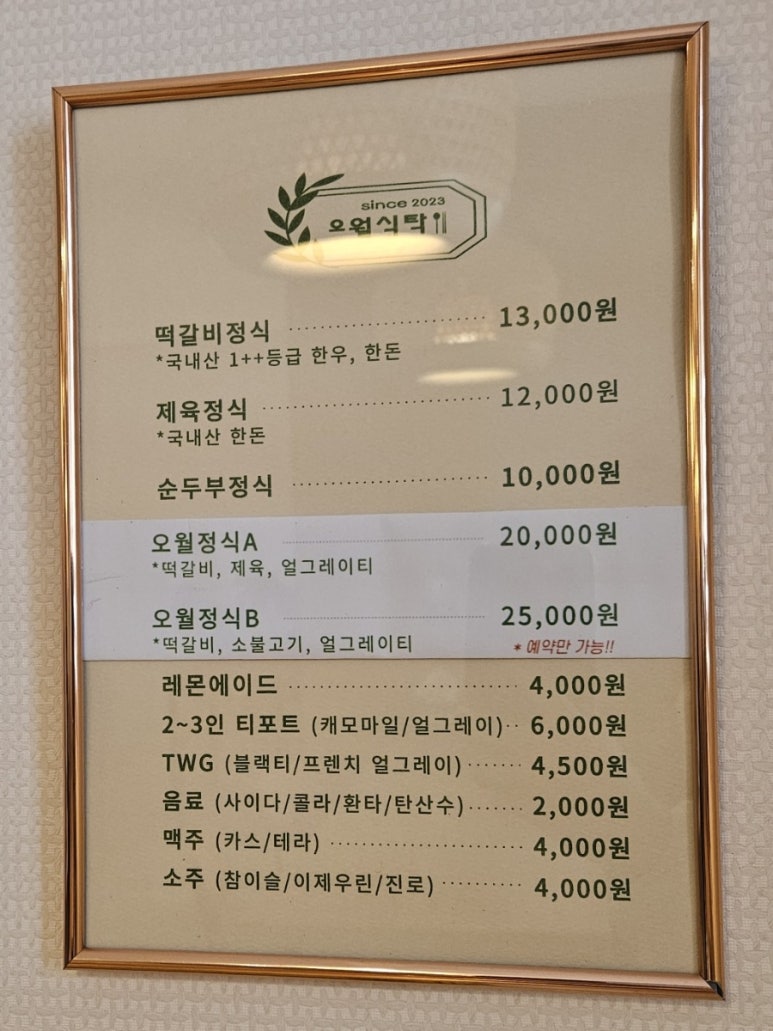 since 2023
오월식탁
떡갈비정식 13,000원
*국내산 1++등급 한우, 한돈
제육정식 12,000원
*국내산 한돈
순두부정식 10,000원
오월정식A 20,000원
*떡갈비, 제육, 얼그레이티
오월정식B 25,000원
*떡갈비, 소불고기, 얼그레이티 * 예약만 가능!!
레몬에이드 4,000원
2~3인 티포트 (캐모마일/얼그레이) 6,000원
TWG (블랙티/프렌치 얼그레이) 4,500원
음료 (사이다/콜라/환타/탄산수) 2,000원
맥주 (카스/테라) 4,000원
소주 (참이슬/이제우린/진로) 4,000원